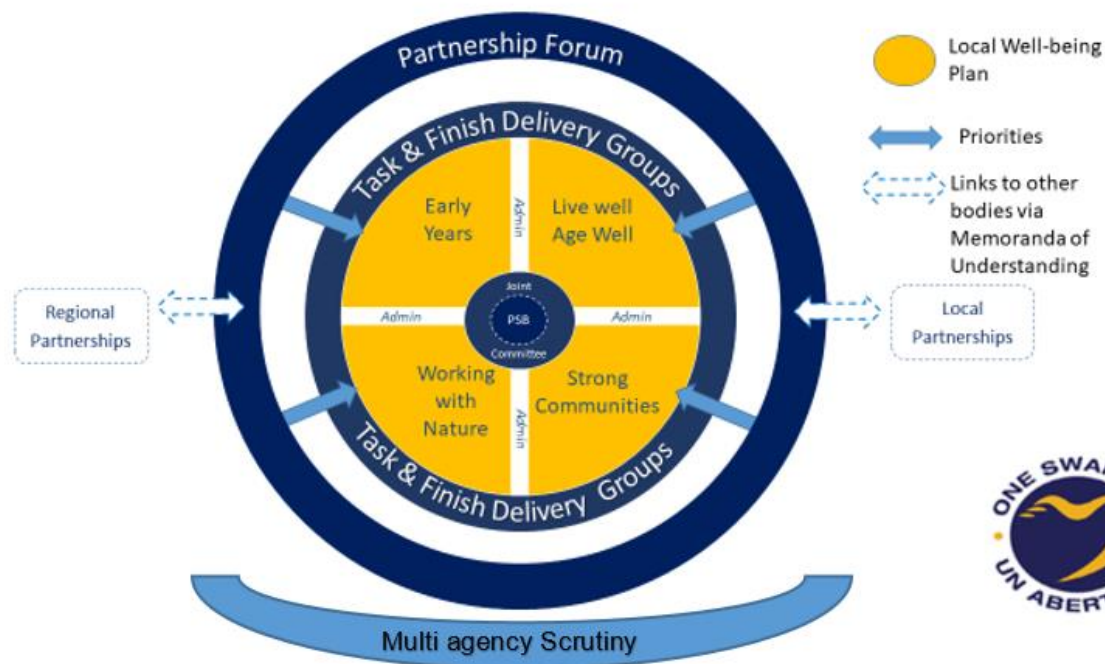 Partnership Forum
Task & Finish Delivery Groups
Early
Years
Admin
Live well
Age Well
Joint
PSB
Committee
Admin
Admin
Working
with
Nature
Admin
Strong
Communities
Task & Finish Delivery Groups
Regional
Partnerships
Local
Partnerships
Multi agency Scrutiny
Local Well-being
Plan
Priorities
Links to other
bodies via
Memoranda of
Understanding
ONE
UN